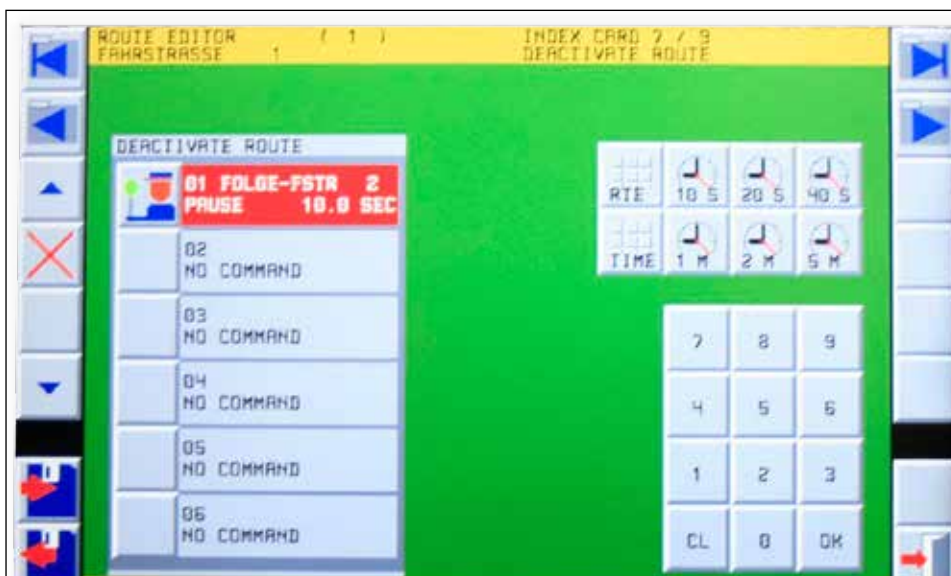 ROUTE EDITOR ( 1 )
FAHRSTRASSE 1
INDEX CARD 7 / 9
DEACTIVATE ROUTE
DEACTIVATE ROUTE
01 FOLGE-FSTR 2
PAUSE 10.0 SEC
02
NO COMMAND
03
NO COMMAND
04
NO COMMAND
05
NO COMMAND
06
NO COMMAND
RTE 10 S 20 S 40 S
TIME 1 M 2 M 5 M
7 8 9
4 5 6
1 2 3
CL 0 OK